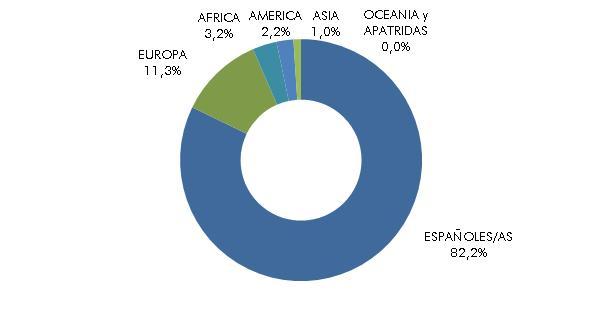 AFRICA
3,2%
AMERICA
2,2%
ASIA
1,0%
OCEANIA y
APATRIDAS
0,0%
EUROPA
11,3%
ESPAÑOLES/AS
82,2%